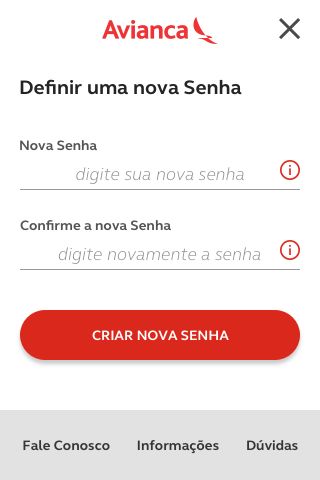 Avianca
Definir uma nova Senha
Nova Senha
digite sua nova senha
Confirme a nova Senha
digite novamente a senha
CRIAR NOVA SENHA
Fale Conosco Informações Dúvidas